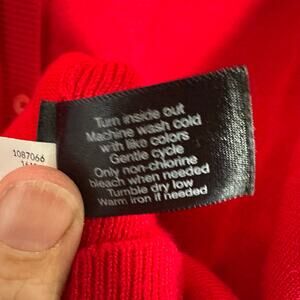 Turn inside out
Machine wash cold
with like colors
Gentle cycle
Only non-chlorine
bleach when needed
Tumble dry low
Warm iron if needed
1087066